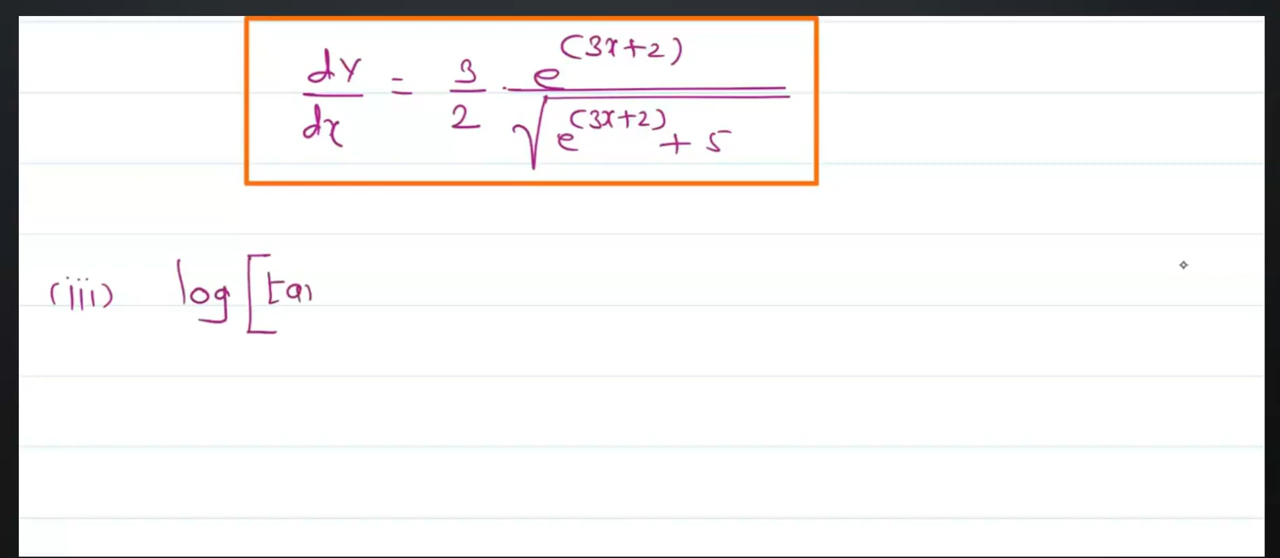 dy/dx = 3/2 · e^(3x+2) / √(e^(3x+2) + 5)
(iii) log [tan